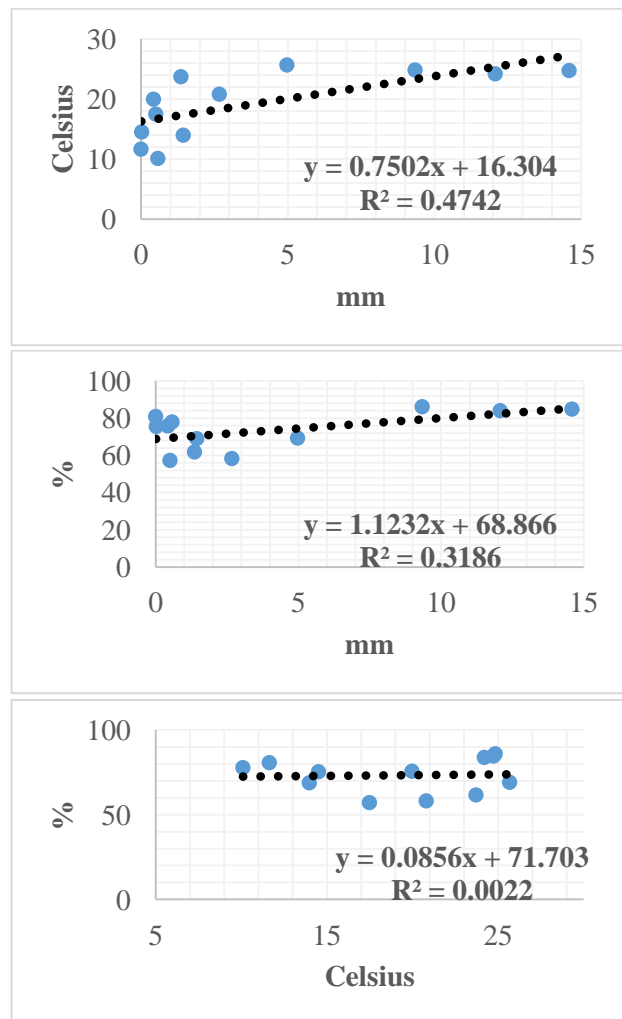 30
20
10
0
Celsius
y = 0.7502x + 16.304
R² = 0.4742
0 5 10 15
mm
100
80
60
40
20
0
%
y = 1.1232x + 68.866
R² = 0.3186
0 5 10 15
mm
100
50
0
%
y = 0.0856x + 71.703
R² = 0.0022
5 15 25
Celsius